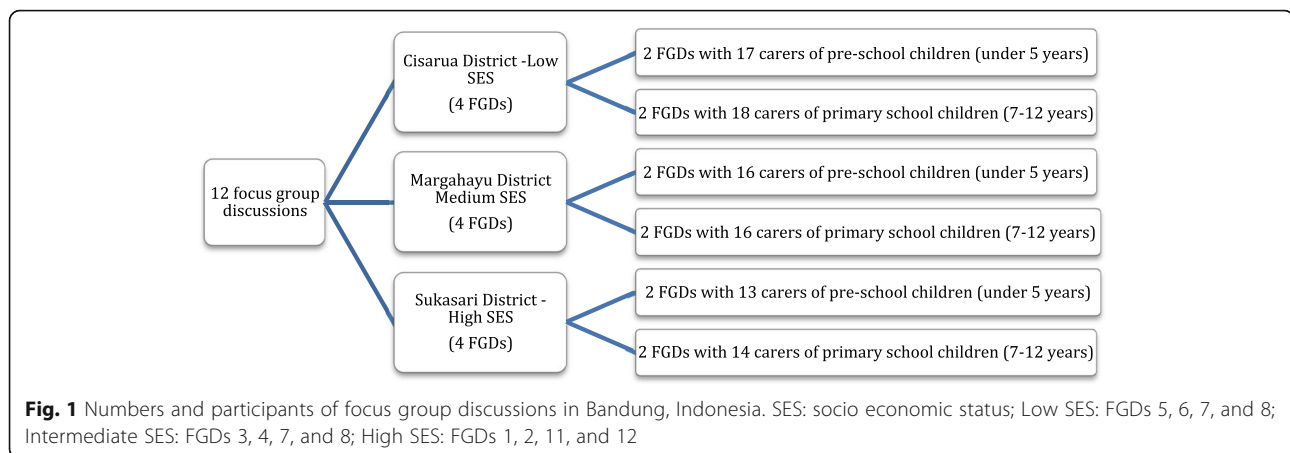 12 focus group
discussions
Cisarua District -Low
SES
(4 FGDs)
2 FGDs with 17 carers of pre-school children (under 5 years)
2 FGDs with 18 carers of primary school children (7-12 years)
Margahayu District
Medium SES
(4 FGDs)
2 FGDs with 16 carers of pre-school children (under 5 years)
2 FGDs with 16 carers of primary school children (7-12 years)
Sukasari District -
High SES
(4 FGDs)
2 FGDs with 13 carers of pre-school children (under 5 years)
2 FGDs with 14 carers of primary school children (7-12 years)
Fig. 1 Numbers and participants of focus group discussions in Bandung, Indonesia. SES: socio economic status; Low SES: FGDs 5, 6, 7, and 8;
Intermediate SES: FGDs 3, 4, 7, and 8; High SES: FGDs 1, 2, 11, and 12